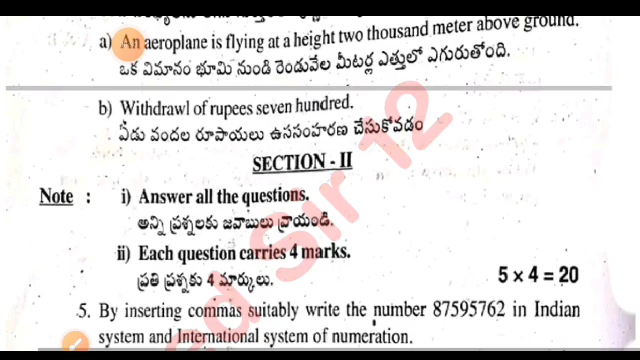 a) An aeroplane is flying at a height two thousand meter above ground.
ఒక విమానం భూమి నుండి రెండువేల మీటర్ల ఎత్తులో ఎగురుతోంది.
b) Withdrawl of rupees seven hundred.
ఏడు వందల రూపాయలు ఉపసంహరణ చేసుకోవడం
SECTION - II
Note : i) Answer all the questions.
అన్ని ప్రశ్నలకు జవాబులు వ్రాయండి.
ii) Each question carries 4 marks.
ప్రతి ప్రశ్నకు 4 మార్కులు.
5 × 4 = 20
5. By inserting commas suitably write the number 87595762 in Indian
system and International system of numeration.
ad Sir 12